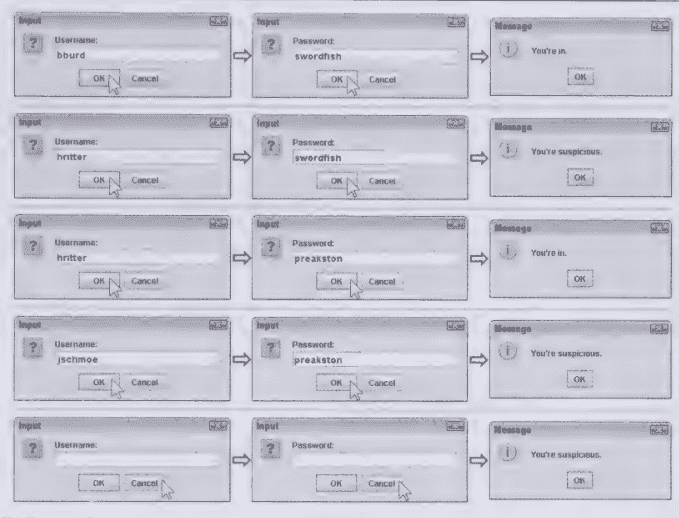 Input
Username:
bburd
OK Cancel
Input
Password:
swordfish
OK Cancel
Message
You're in.
OK
Input
Username:
hritter
OK Cancel
Input
Password:
swordfish
OK Cancel
Message
You're suspicious.
OK
Input
Username:
hritter
OK Cancel
Input
Password:
preakston
OK Cancel
Message
You're in.
OK
Input
Username:
jschmoe
OK Cancel
Input
Password:
preakston
OK Cancel
Message
You're suspicious.
OK
Input
Username:
OK Cancel
Input
Password:
OK Cancel
Message
You're suspicious.
OK